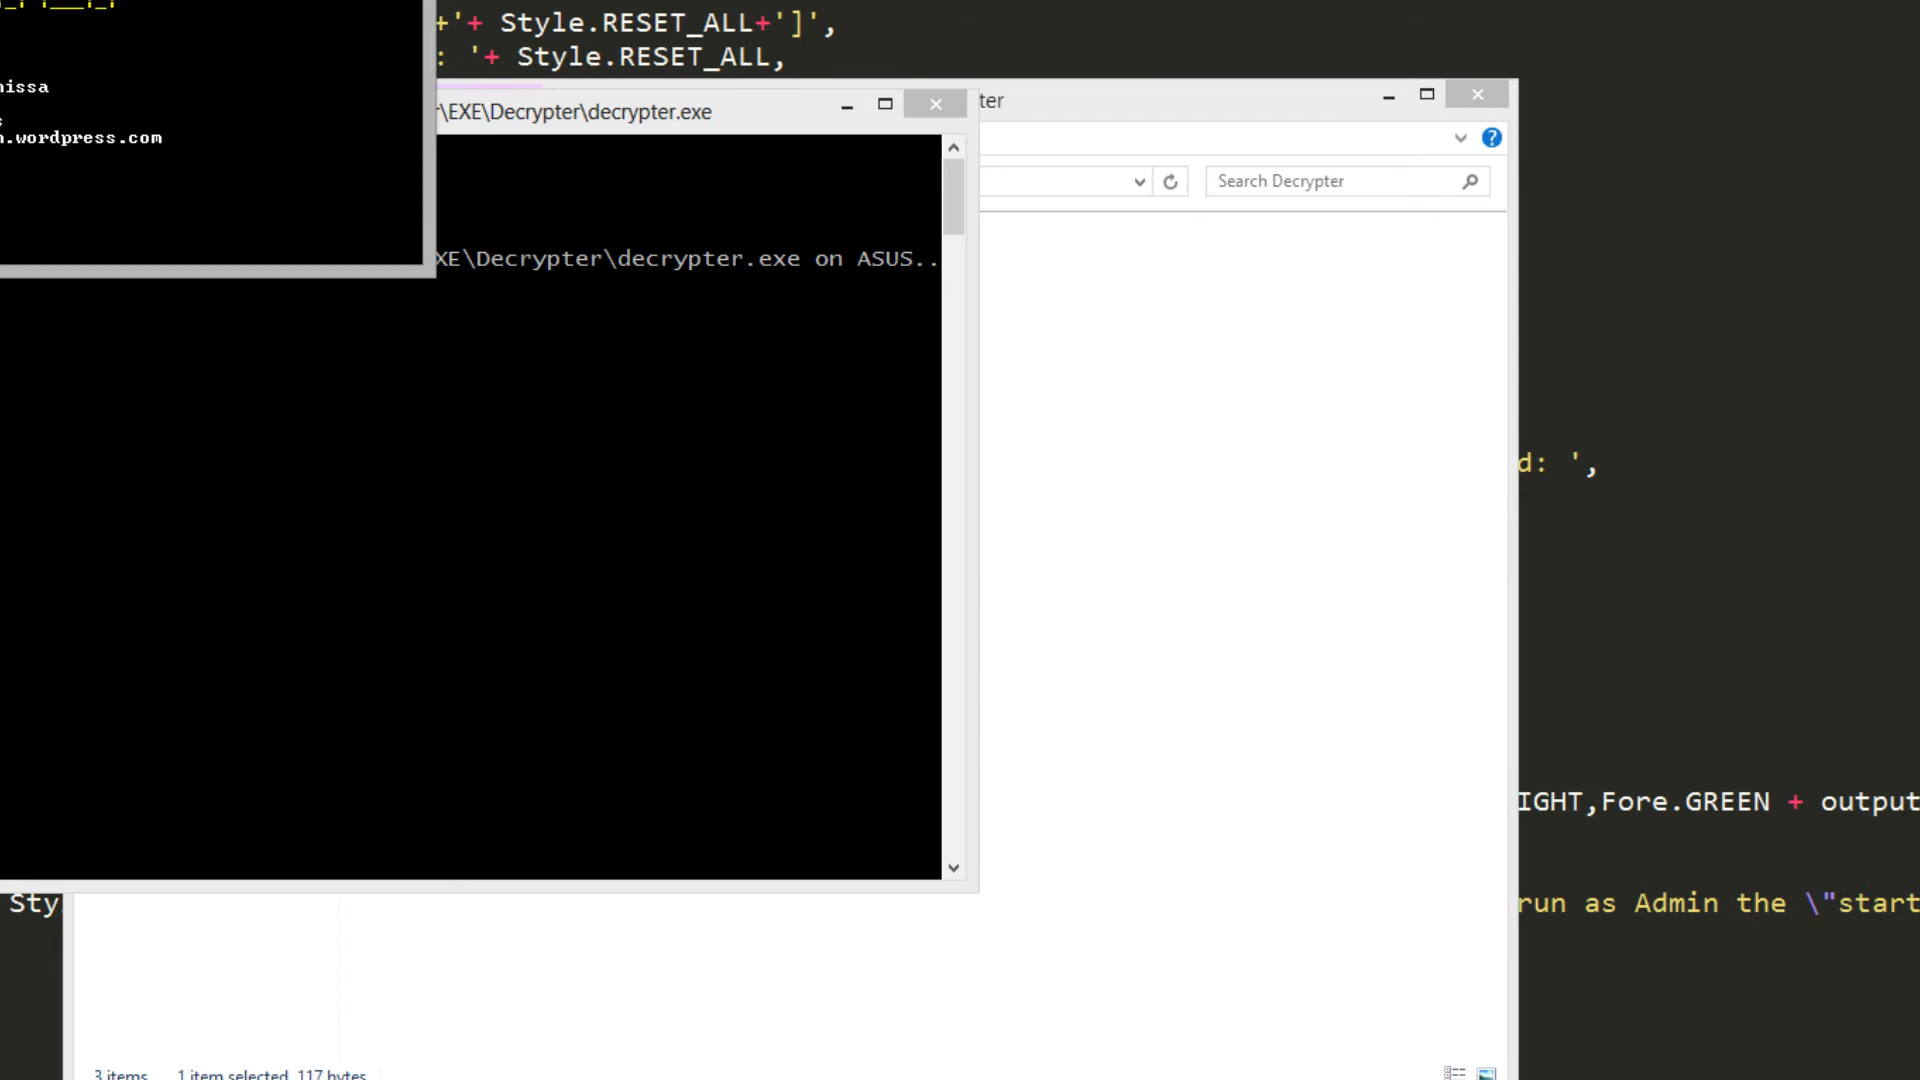 +'+ Style.RESET_ALL+']',
: '+ Style.RESET_ALL,
nissa
n.wordpress.com
r\EXE\Decrypter\decrypter.exe
ter
Search Decrypter
XE\Decrypter\decrypter.exe on ASUS..
d: ',
IGHT,Fore.GREEN + output
Sty
run as Admin the \"start
3 items 1 item selected 117 bytes